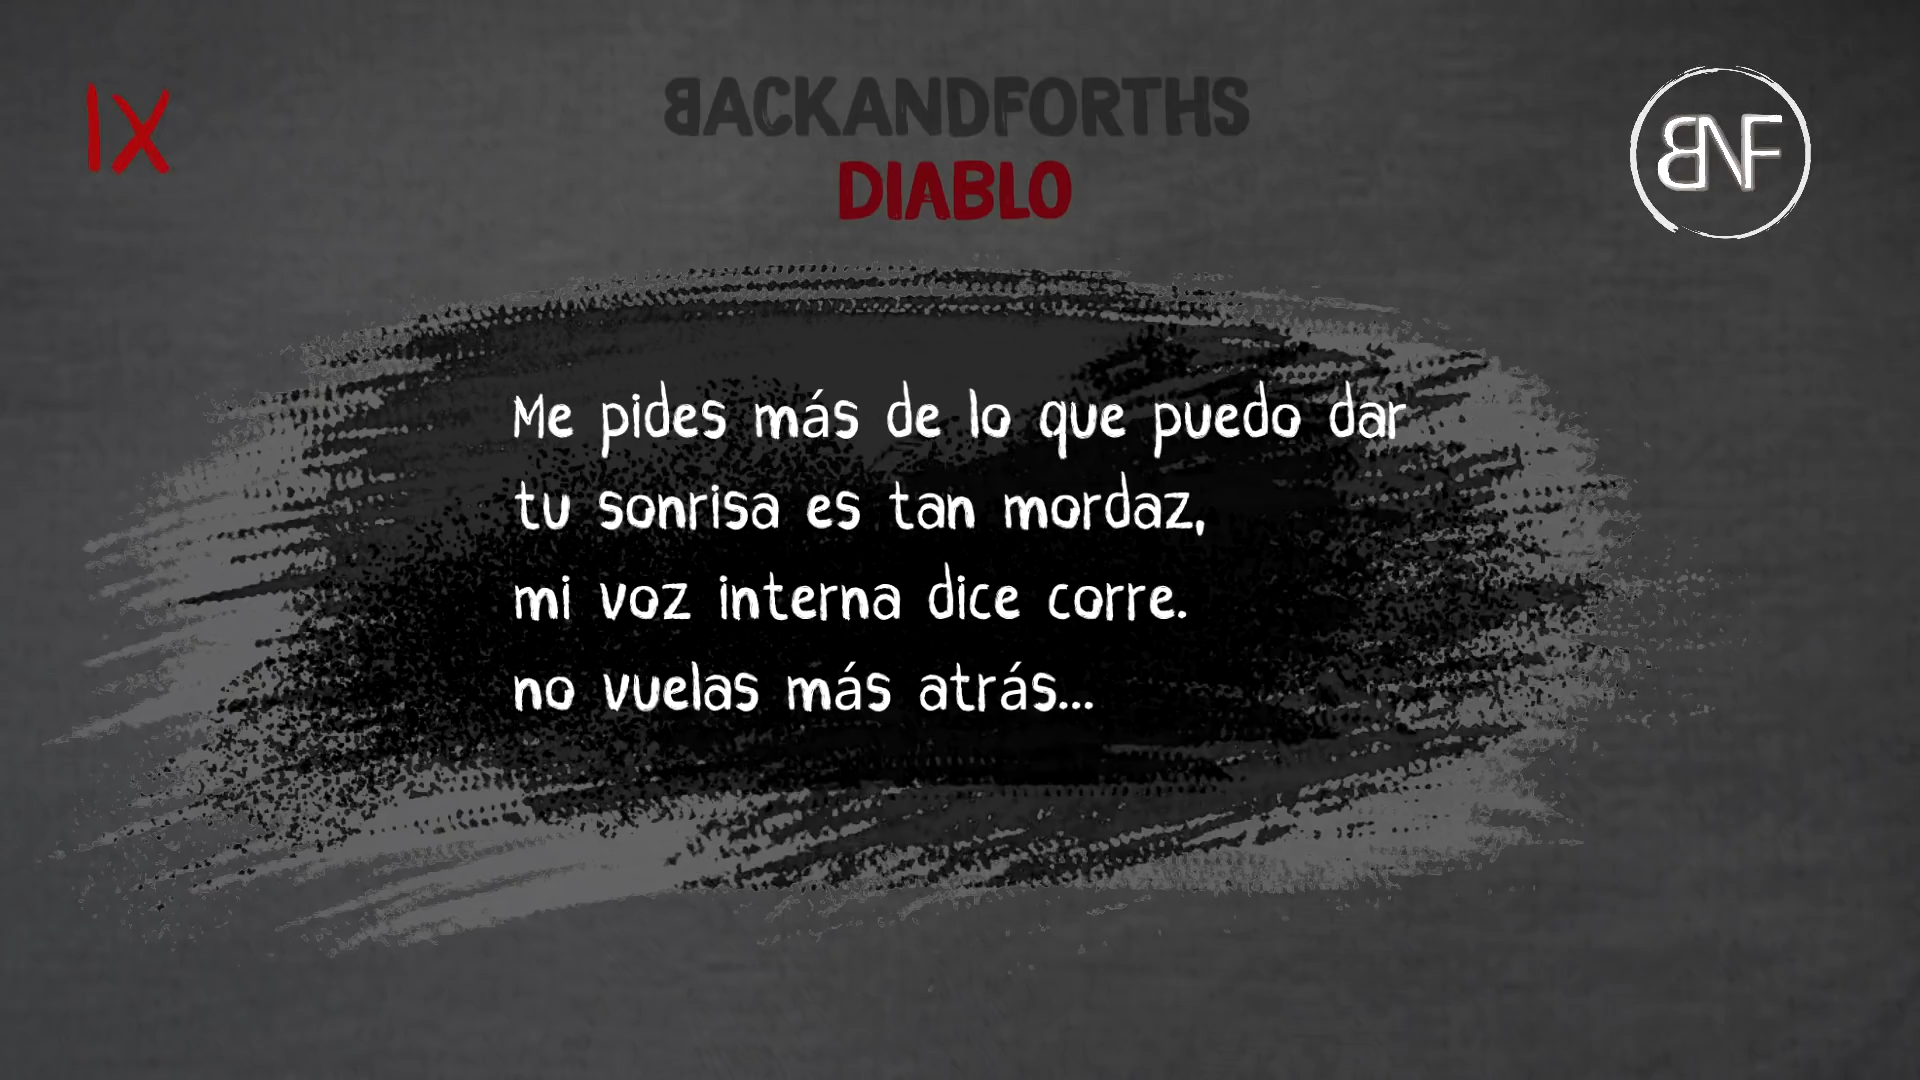 IX
BACKANDFORTHS
DIABLO
BNF
Me pides más de lo que puedo dar
tu sonrisa es tan mordaz,
mi voz interna dice corre.
no vuelas más atrás...